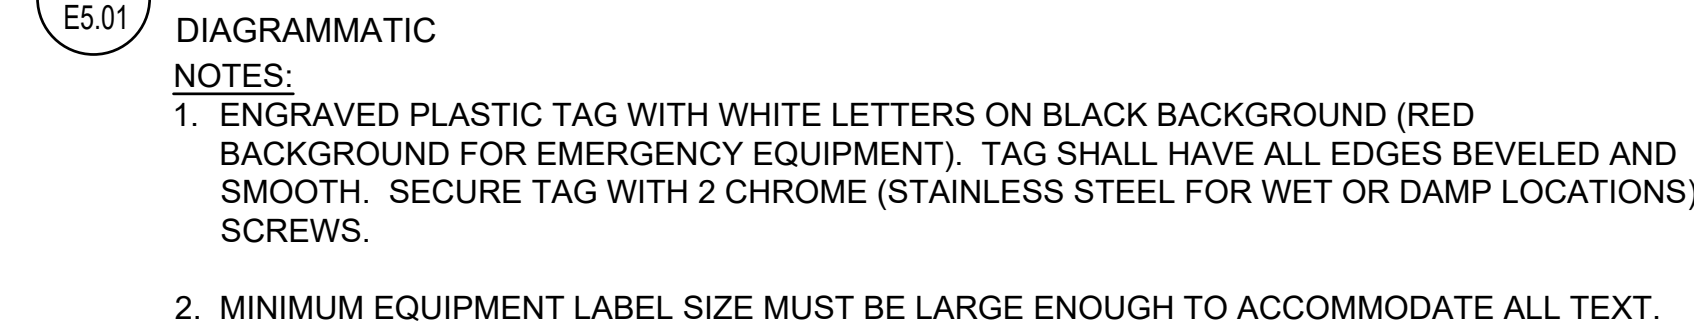 E5.01
DIAGRAMMATIC
NOTES:
1. ENGRAVED PLASTIC TAG WITH WHITE LETTERS ON BLACK BACKGROUND (RED
BACKGROUND FOR EMERGENCY EQUIPMENT). TAG SHALL HAVE ALL EDGES BEVELED AND
SMOOTH. SECURE TAG WITH 2 CHROME (STAINLESS STEEL FOR WET OR DAMP LOCATIONS)
SCREWS.
2. MINIMUM EQUIPMENT LABEL SIZE MUST BE LARGE ENOUGH TO ACCOMMODATE ALL TEXT.